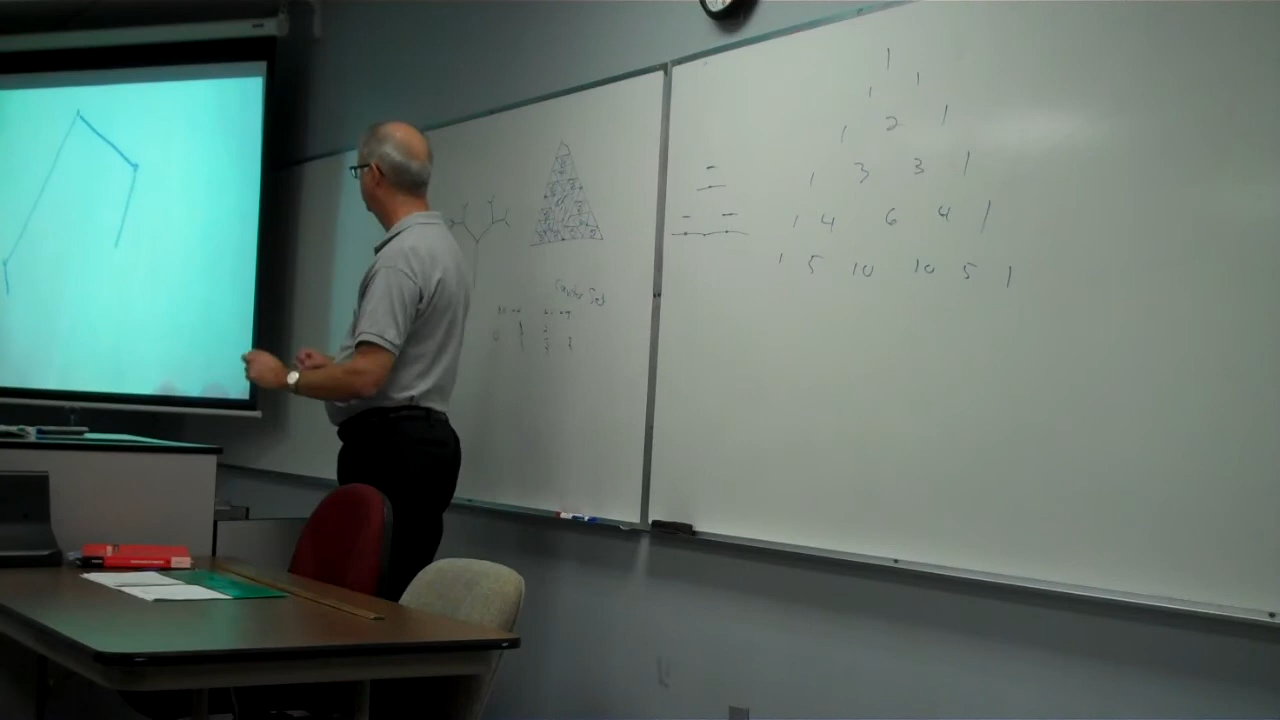 Cantor Set
1
1 1
1 2 1
1 3 3 1
1 4 6 4 1
1 5 10 10 5 1